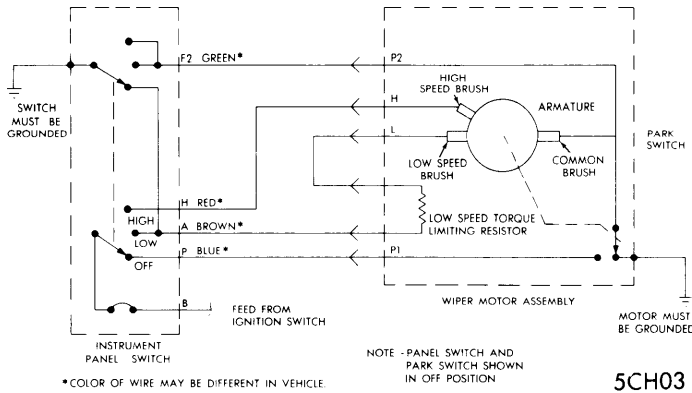 F2 GREEN*
P2
HIGH
SPEED BRUSH
H
ARMATURE
SWITCH
MUST BE
GROUNDED
L
PARK
SWITCH
LOW SPEED
BRUSH
COMMON
BRUSH
H RED*
HIGH
A BROWN*
LOW
LOW SPEED TORQUE
LIMITING RESISTOR
P BLUE*
OFF
P1
B
FEED FROM
IGNITION SWITCH
WIPER MOTOR ASSEMBLY
MOTOR MUST
BE GROUNDED
INSTRUMENT
PANEL SWITCH
NOTE - PANEL SWITCH AND
PARK SWITCH SHOWN
IN OFF POSITION
*COLOR OF WIRE MAY BE DIFFERENT IN VEHICLE.
5CH03